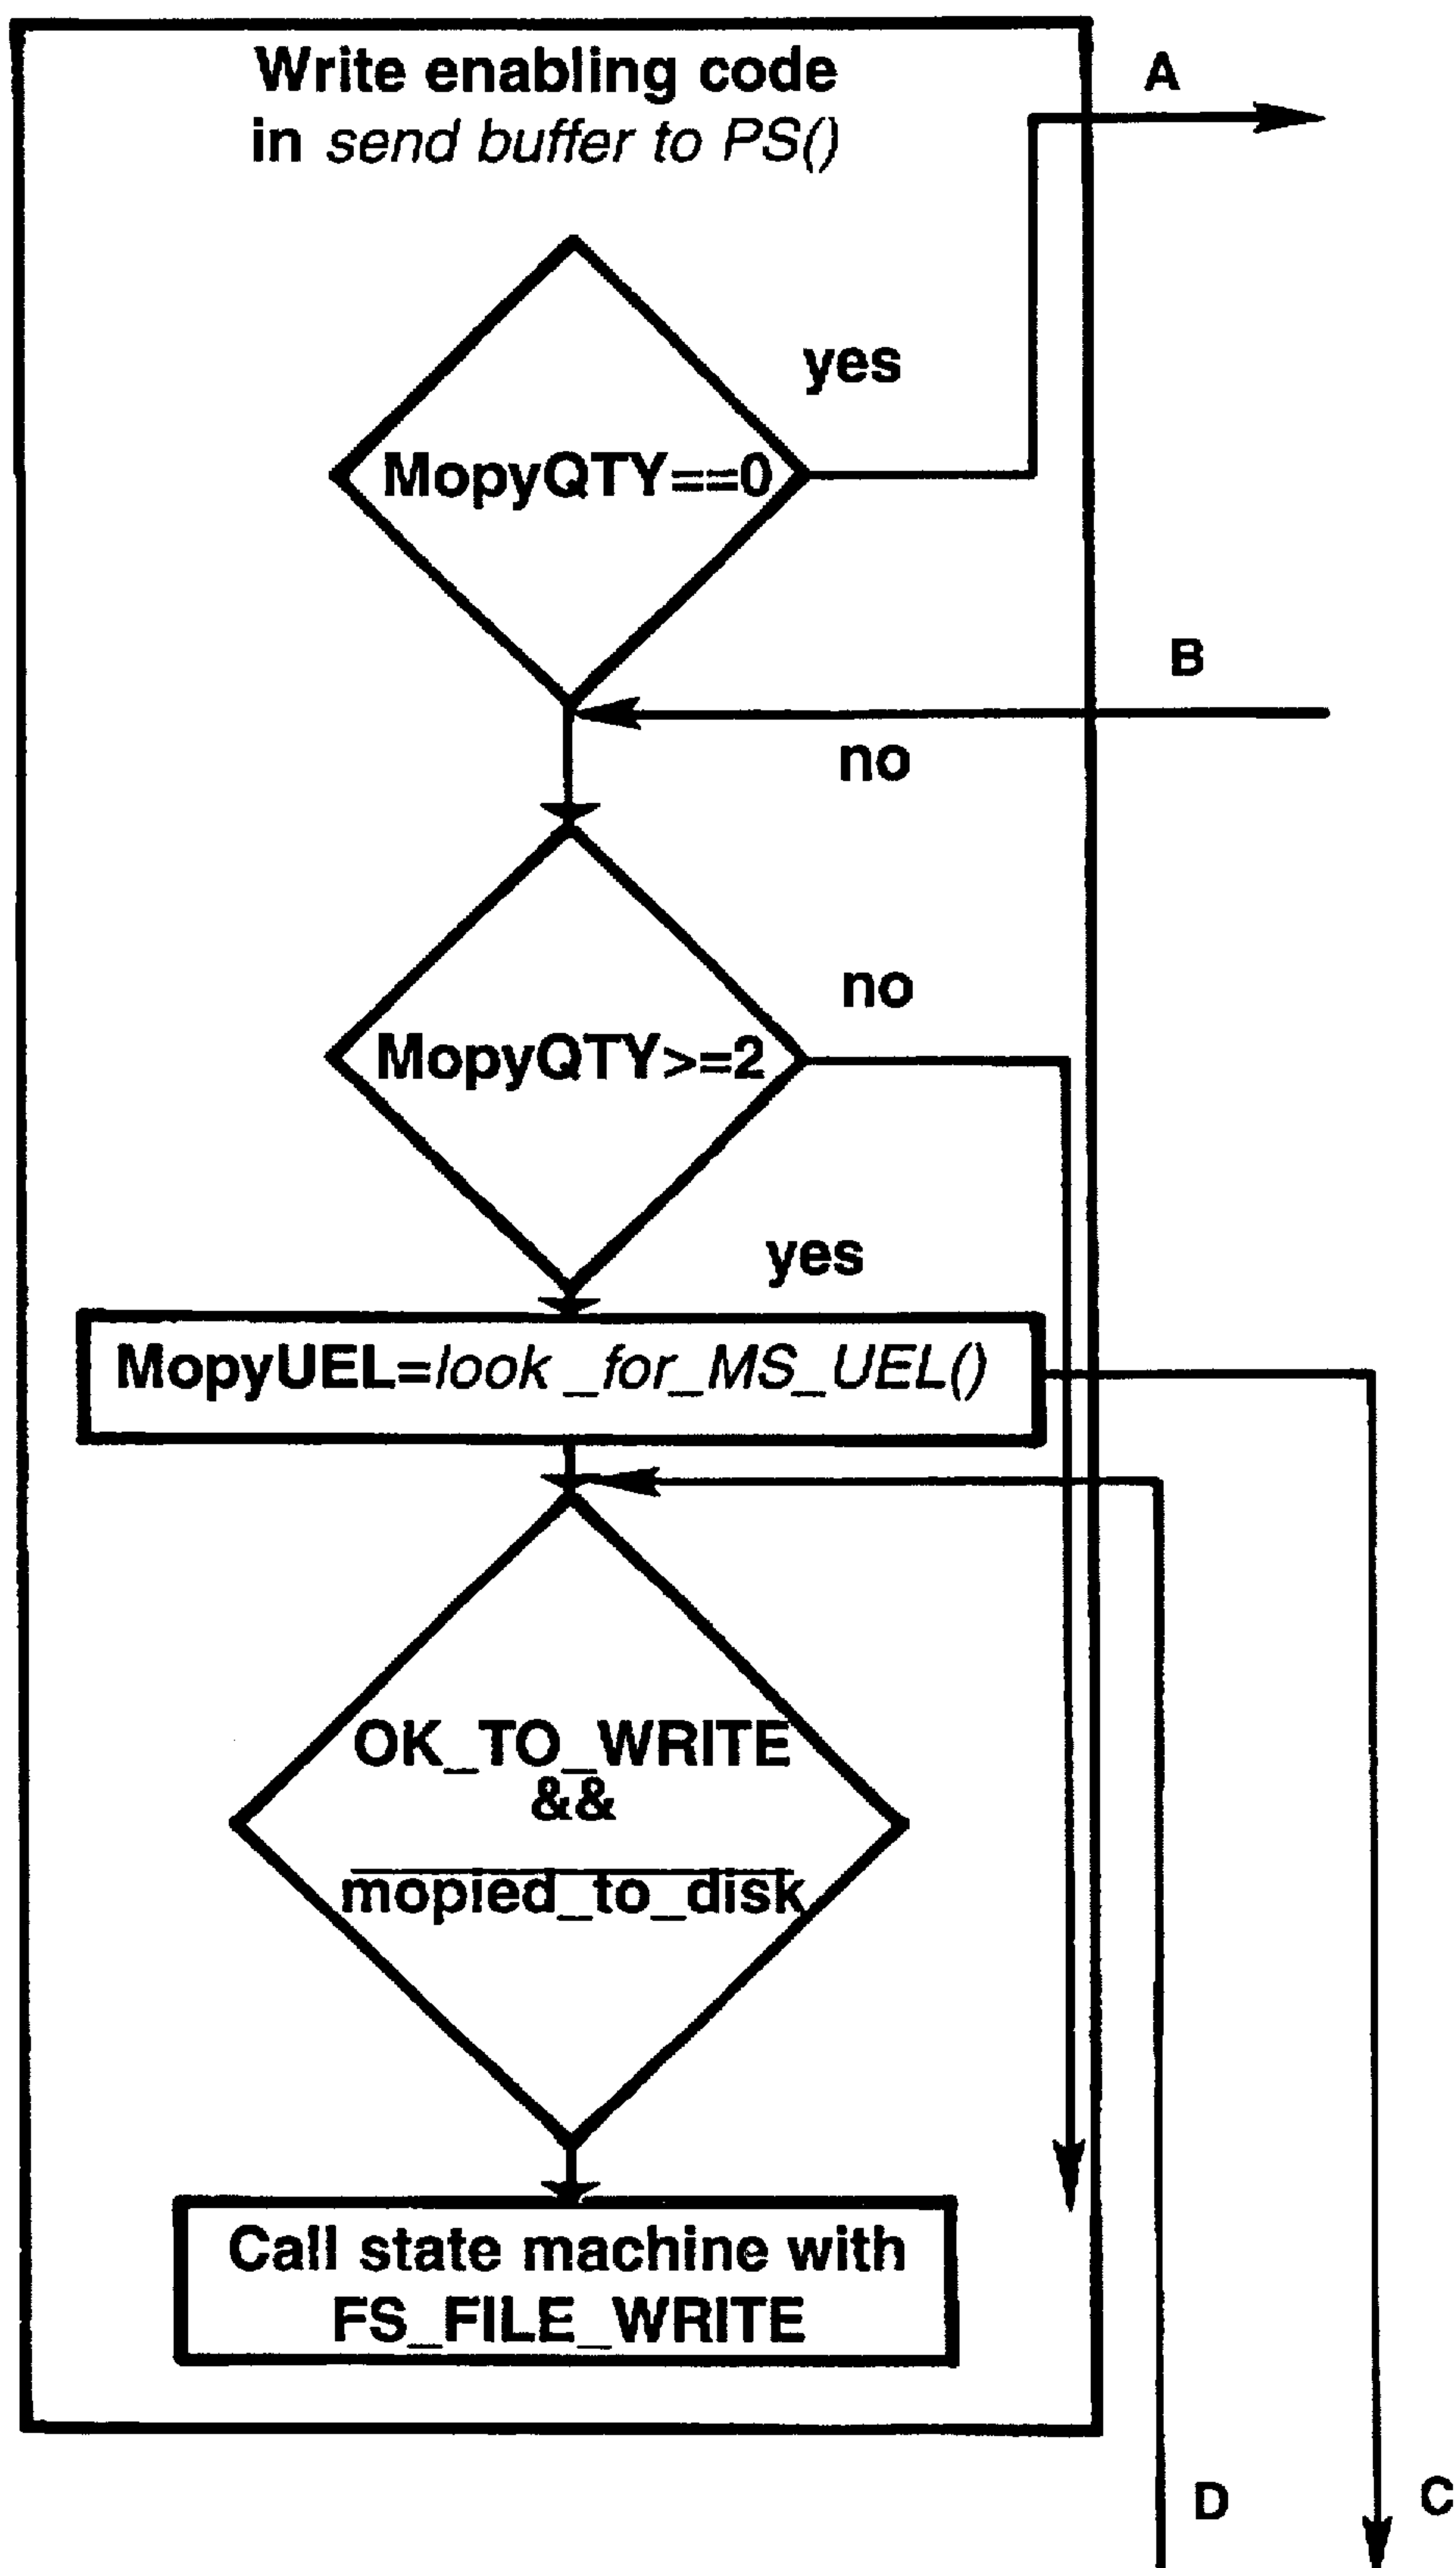 Write enabling code
in send buffer to PS()
A
yes
MopyQTY==0
B
no
no
MopyQTY>=2
yes
MopyUEL=look _for_MS_UEL()
OK_TO_WRITE
&&
mopied_to_disk
Call state machine with
FS_FILE_WRITE
D
C